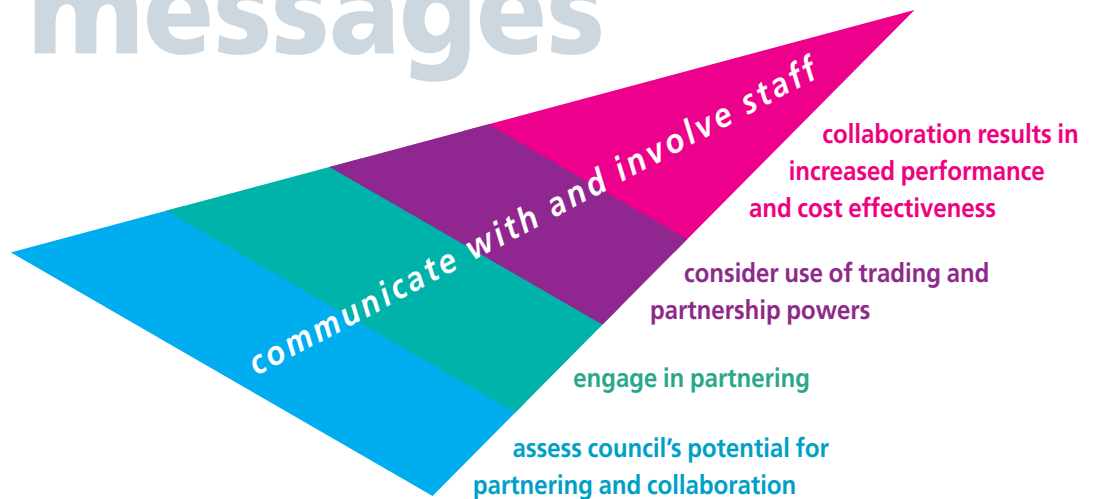 messages
communicate with and involve staff
collaboration results in
increased performance
and cost effectiveness
consider use of trading and
partnership powers
engage in partnering
assess council's potential for
partnering and collaboration